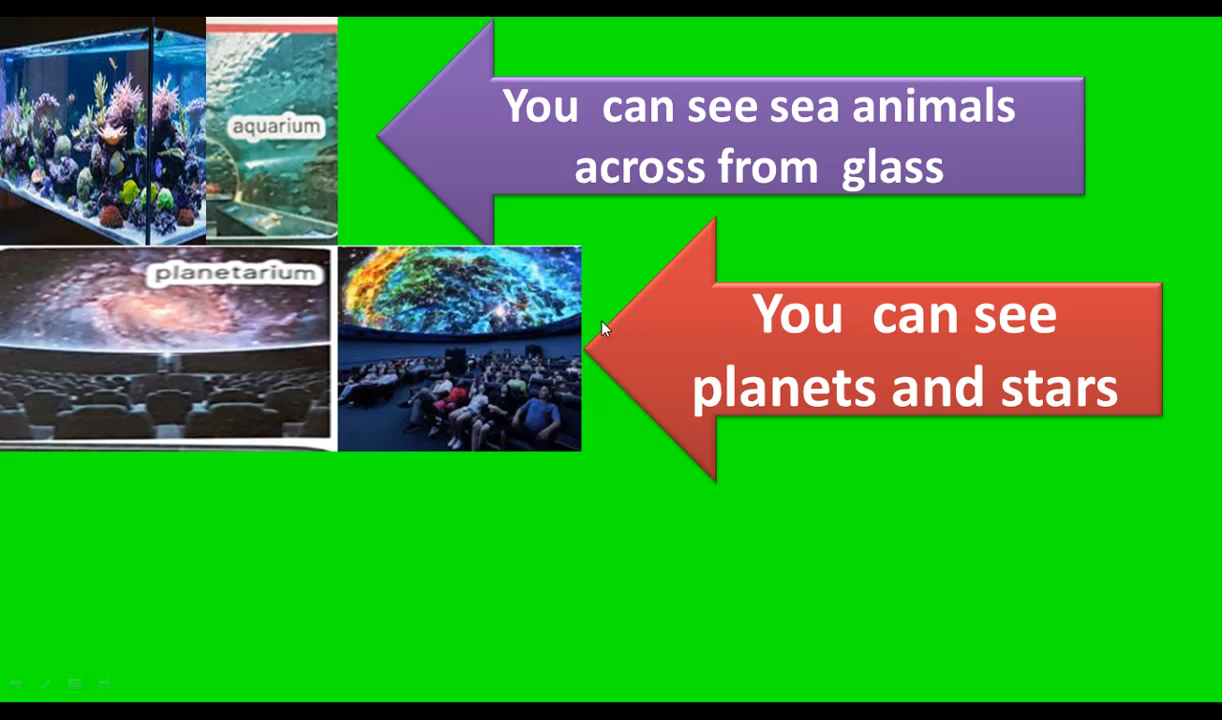 aquarium
You can see sea animals
across from glass
planetarium
You can see
planets and stars